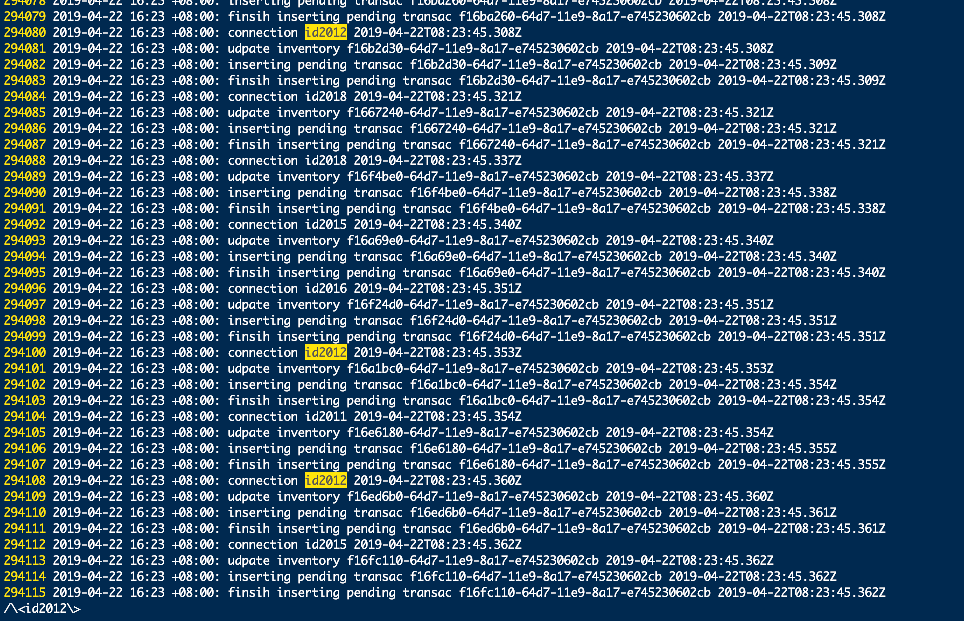 294078 2019-04-22 16:23 +08:00: inserting pending transac f16ba260-64d7-11e9-8a17-e745230602cb 2019-04-22T08:23:45.308Z
294079 2019-04-22 16:23 +08:00: finsih inserting pending transac f16ba260-64d7-11e9-8a17-e745230602cb 2019-04-22T08:23:45.308Z
294080 2019-04-22 16:23 +08:00: connection id2012 2019-04-22T08:23:45.308Z
294081 2019-04-22 16:23 +08:00: udpate inventory f16b2d30-64d7-11e9-8a17-e745230602cb 2019-04-22T08:23:45.308Z
294082 2019-04-22 16:23 +08:00: inserting pending transac f16b2d30-64d7-11e9-8a17-e745230602cb 2019-04-22T08:23:45.309Z
294083 2019-04-22 16:23 +08:00: finsih inserting pending transac f16b2d30-64d7-11e9-8a17-e745230602cb 2019-04-22T08:23:45.309Z
294084 2019-04-22 16:23 +08:00: connection id2018 2019-04-22T08:23:45.321Z
294085 2019-04-22 16:23 +08:00: udpate inventory f1667240-64d7-11e9-8a17-e745230602cb 2019-04-22T08:23:45.321Z
294086 2019-04-22 16:23 +08:00: inserting pending transac f1667240-64d7-11e9-8a17-e745230602cb 2019-04-22T08:23:45.321Z
294087 2019-04-22 16:23 +08:00: finsih inserting pending transac f1667240-64d7-11e9-8a17-e745230602cb 2019-04-22T08:23:45.321Z
294088 2019-04-22 16:23 +08:00: connection id2018 2019-04-22T08:23:45.337Z
294089 2019-04-22 16:23 +08:00: udpate inventory f16f4be0-64d7-11e9-8a17-e745230602cb 2019-04-22T08:23:45.337Z
294090 2019-04-22 16:23 +08:00: inserting pending transac f16f4be0-64d7-11e9-8a17-e745230602cb 2019-04-22T08:23:45.338Z
294091 2019-04-22 16:23 +08:00: finsih inserting pending transac f16f4be0-64d7-11e9-8a17-e745230602cb 2019-04-22T08:23:45.338Z
294092 2019-04-22 16:23 +08:00: connection id2015 2019-04-22T08:23:45.340Z
294093 2019-04-22 16:23 +08:00: udpate inventory f16a69e0-64d7-11e9-8a17-e745230602cb 2019-04-22T08:23:45.340Z
294094 2019-04-22 16:23 +08:00: inserting pending transac f16a69e0-64d7-11e9-8a17-e745230602cb 2019-04-22T08:23:45.340Z
294095 2019-04-22 16:23 +08:00: finsih inserting pending transac f16a69e0-64d7-11e9-8a17-e745230602cb 2019-04-22T08:23:45.340Z
294096 2019-04-22 16:23 +08:00: connection id2016 2019-04-22T08:23:45.351Z
294097 2019-04-22 16:23 +08:00: udpate inventory f16f24d0-64d7-11e9-8a17-e745230602cb 2019-04-22T08:23:45.351Z
294098 2019-04-22 16:23 +08:00: inserting pending transac f16f24d0-64d7-11e9-8a17-e745230602cb 2019-04-22T08:23:45.351Z
294099 2019-04-22 16:23 +08:00: finsih inserting pending transac f16f24d0-64d7-11e9-8a17-e745230602cb 2019-04-22T08:23:45.351Z
294100 2019-04-22 16:23 +08:00: connection id2012 2019-04-22T08:23:45.353Z
294101 2019-04-22 16:23 +08:00: udpate inventory f16a1bc0-64d7-11e9-8a17-e745230602cb 2019-04-22T08:23:45.353Z
294102 2019-04-22 16:23 +08:00: inserting pending transac f16a1bc0-64d7-11e9-8a17-e745230602cb 2019-04-22T08:23:45.354Z
294103 2019-04-22 16:23 +08:00: finsih inserting pending transac f16a1bc0-64d7-11e9-8a17-e745230602cb 2019-04-22T08:23:45.354Z
294104 2019-04-22 16:23 +08:00: connection id2011 2019-04-22T08:23:45.354Z
294105 2019-04-22 16:23 +08:00: udpate inventory f16e6180-64d7-11e9-8a17-e745230602cb 2019-04-22T08:23:45.354Z
294106 2019-04-22 16:23 +08:00: inserting pending transac f16e6180-64d7-11e9-8a17-e745230602cb 2019-04-22T08:23:45.355Z
294107 2019-04-22 16:23 +08:00: finsih inserting pending transac f16e6180-64d7-11e9-8a17-e745230602cb 2019-04-22T08:23:45.355Z
294108 2019-04-22 16:23 +08:00: connection id2012 2019-04-22T08:23:45.360Z
294109 2019-04-22 16:23 +08:00: udpate inventory f16ed6b0-64d7-11e9-8a17-e745230602cb 2019-04-22T08:23:45.360Z
294110 2019-04-22 16:23 +08:00: inserting pending transac f16ed6b0-64d7-11e9-8a17-e745230602cb 2019-04-22T08:23:45.361Z
294111 2019-04-22 16:23 +08:00: finsih inserting pending transac f16ed6b0-64d7-11e9-8a17-e745230602cb 2019-04-22T08:23:45.361Z
294112 2019-04-22 16:23 +08:00: connection id2015 2019-04-22T08:23:45.362Z
294113 2019-04-22 16:23 +08:00: udpate inventory f16fc110-64d7-11e9-8a17-e745230602cb 2019-04-22T08:23:45.362Z
294114 2019-04-22 16:23 +08:00: inserting pending transac f16fc110-64d7-11e9-8a17-e745230602cb 2019-04-22T08:23:45.362Z
294115 2019-04-22 16:23 +08:00: finsih inserting pending transac f16fc110-64d7-11e9-8a17-e745230602cb 2019-04-22T08:23:45.362Z
/\<id2012\>